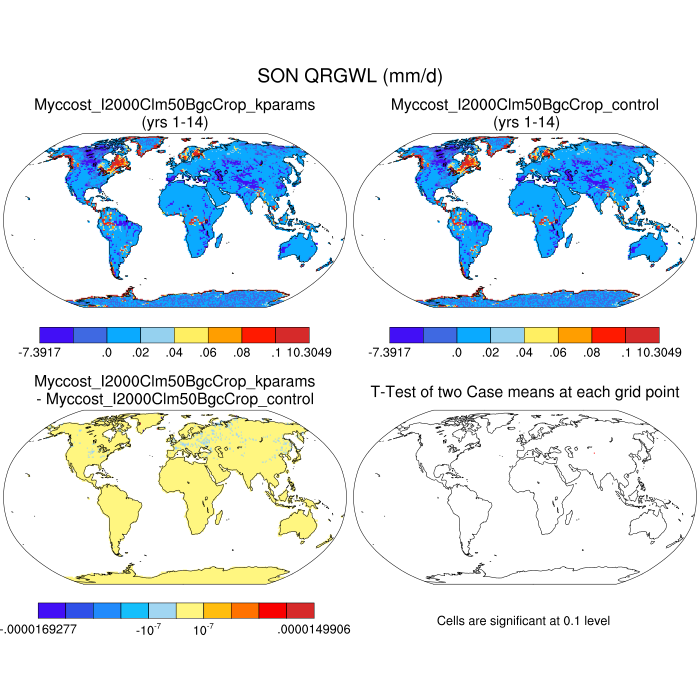 SON QRGWL (mm/d)
Myccost_I2000Clm50BgcCrop_kparams
(yrs 1-14)
Myccost_I2000Clm50BgcCrop_control
(yrs 1-14)
-7.3917 .0 .02 .04 .06 .08 .1 10.3049
-7.3917 .0 .02 .04 .06 .08 .1 10.3049
Myccost_I2000Clm50BgcCrop_kparams
- Myccost_I2000Clm50BgcCrop_control
T-Test of two Case means at each grid point
-.0000169277 -10-7 10-7 .0000149906
Cells are significant at 0.1 level